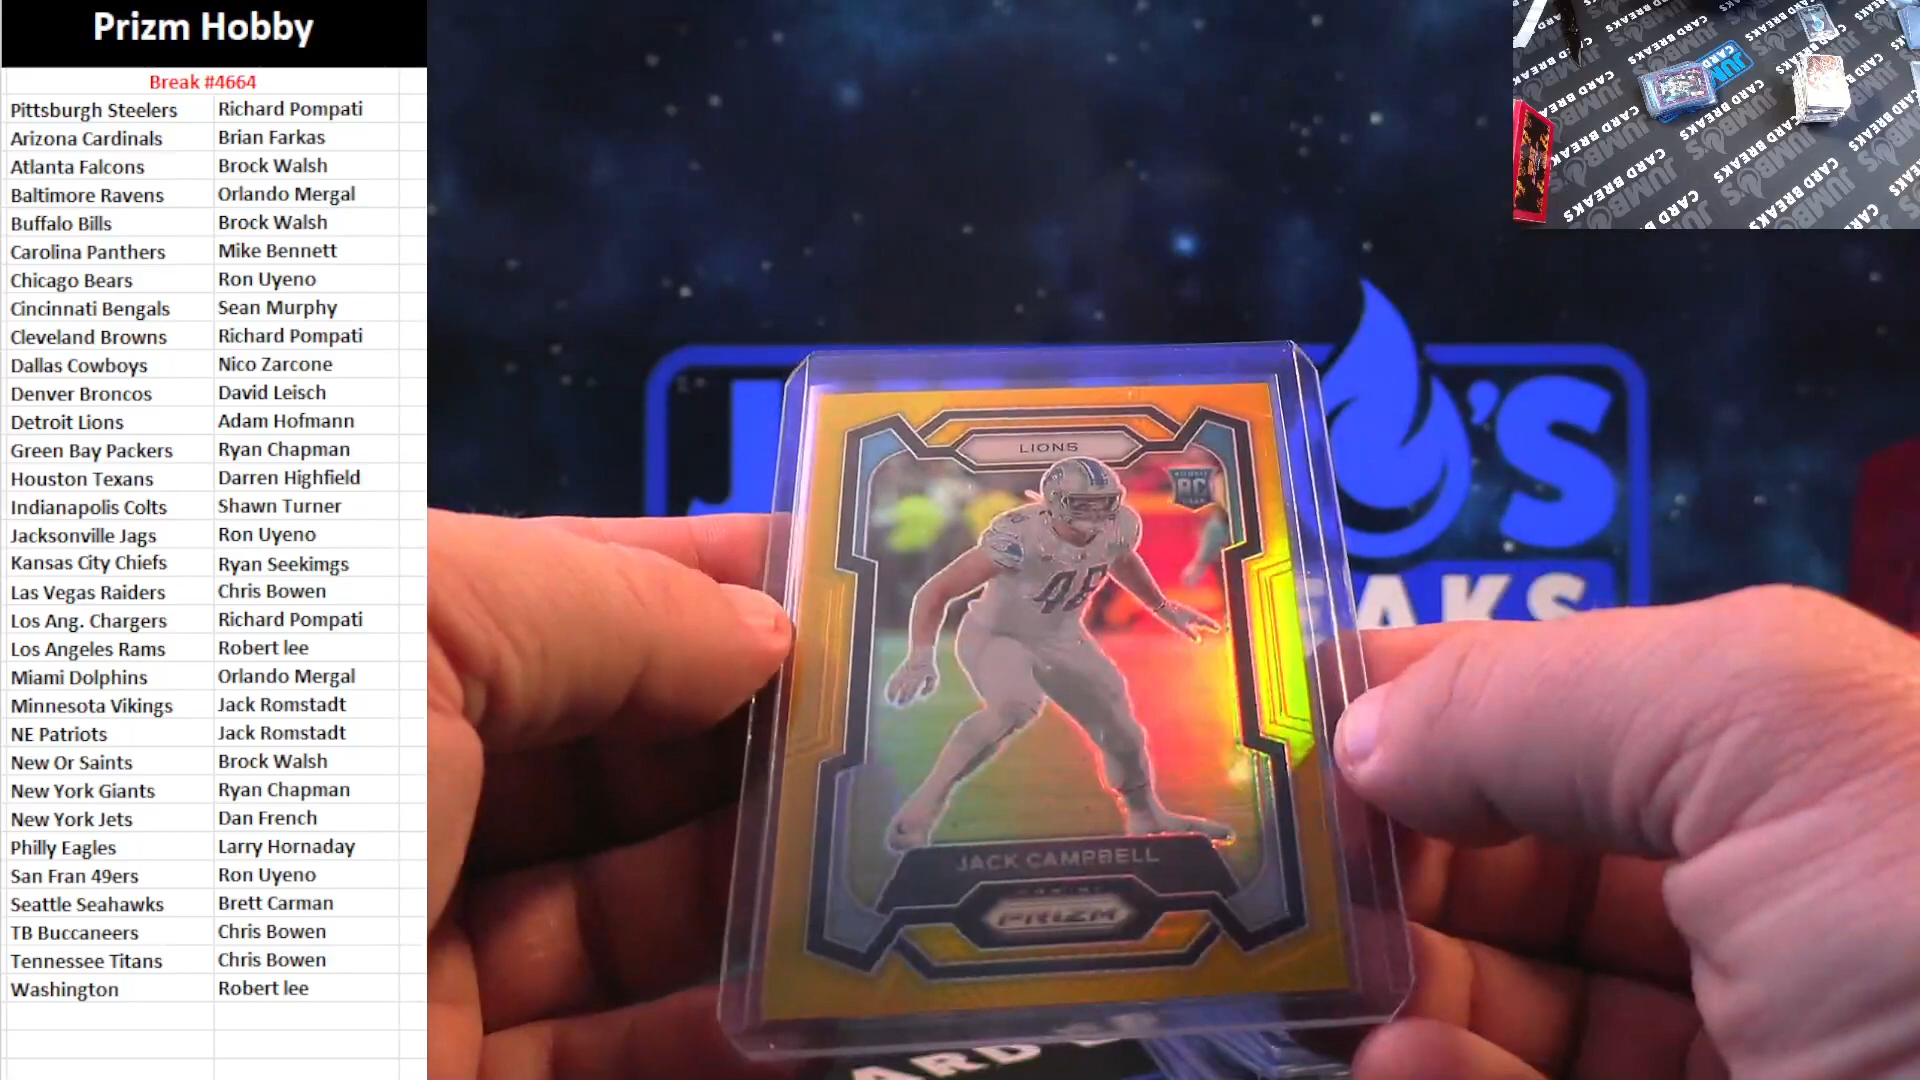 Prizm Hobby
Break #4664
Pittsburgh Steelers Richard Pompati
Arizona Cardinals Brian Farkas
Atlanta Falcons Brock Walsh
Baltimore Ravens Orlando Mergal
Buffalo Bills Brock Walsh
Carolina Panthers Mike Bennett
Chicago Bears Ron Uyeno
Cincinnati Bengals Sean Murphy
Cleveland Browns Richard Pompati
Dallas Cowboys Nico Zarcone
Denver Broncos David Leisch
Detroit Lions Adam Hofmann
Green Bay Packers Ryan Chapman
Houston Texans Darren Highfield
Indianapolis Colts Shawn Turner
Jacksonville Jags Ron Uyeno
Kansas City Chiefs Ryan Seekimgs
Las Vegas Raiders Chris Bowen
Los Ang. Chargers Richard Pompati
Los Angeles Rams Robert lee
Miami Dolphins Orlando Mergal
Minnesota Vikings Jack Romstadt
NE Patriots Jack Romstadt
New Or Saints Brock Walsh
New York Giants Ryan Chapman
New York Jets Dan French
Philly Eagles Larry Hornaday
San Fran 49ers Ron Uyeno
Seattle Seahawks Brett Carman
TB Buccaneers Chris Bowen
Tennessee Titans Chris Bowen
Washington Robert lee
LIONS
RC
48
JACK CAMPBELL
PRIZM
J 'S
EAKS
ARD B
JUMBO'S CARD BREAKS